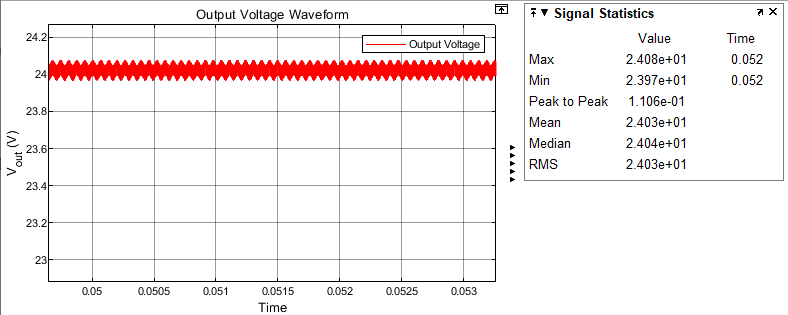 Output Voltage Waveform
Output Voltage
24.2
24
23.8
23.6
23.4
23.2
23
V_out (V)
0.05
0.0505
0.051
0.0515
0.052
0.0525
0.053
Time
Signal Statistics
Value Time
Max 2.408e+01 0.052
Min 2.397e+01 0.052
Peak to Peak 1.106e-01
Mean 2.403e+01
Median 2.404e+01
RMS 2.403e+01